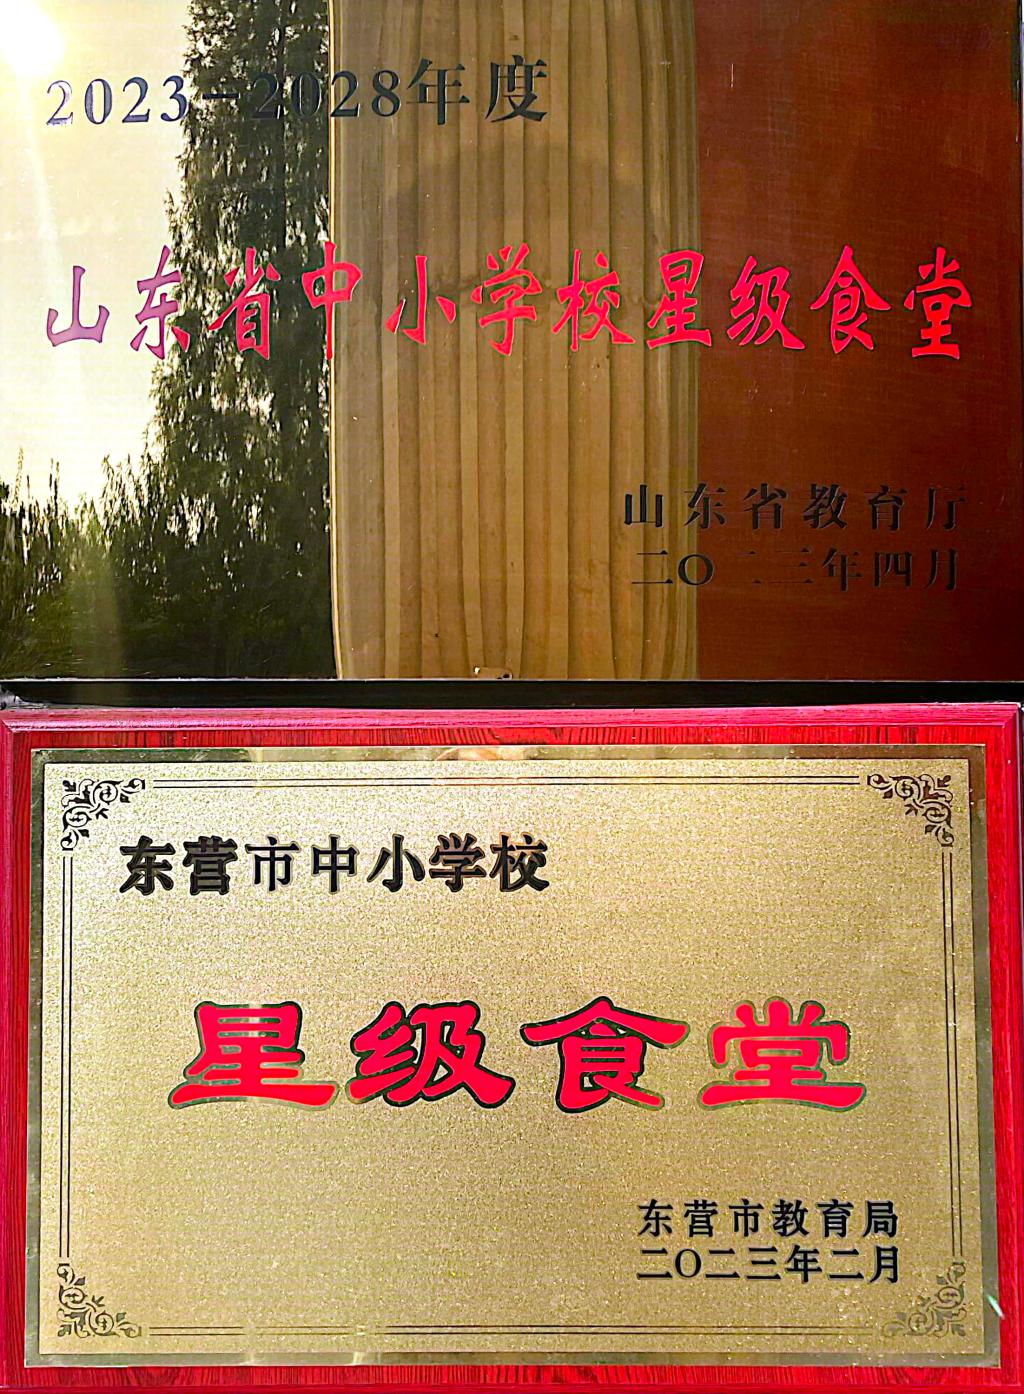 2023-2028年度
山东省中小学校星级食堂
山东省教育厅
二〇二三年四月
东营市中小学校
星级食堂
东营市教育局
二〇二三年二月